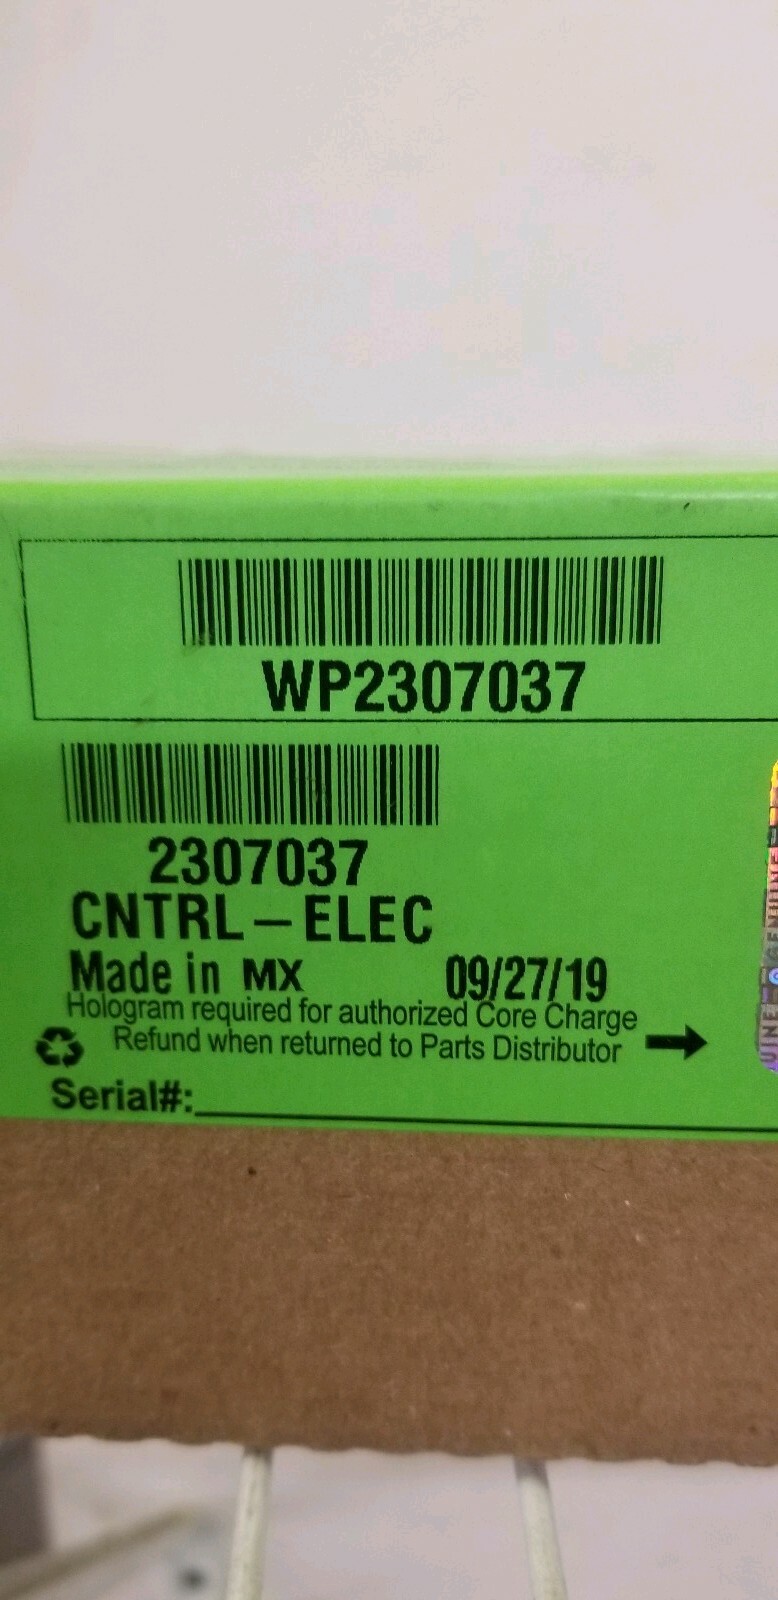 WP2307037
2307037
CNTRL-ELEC
Made in MX 09/27/19
Hologram required for authorized Core Charge
Refund when returned to Parts Distributor
Serial#: